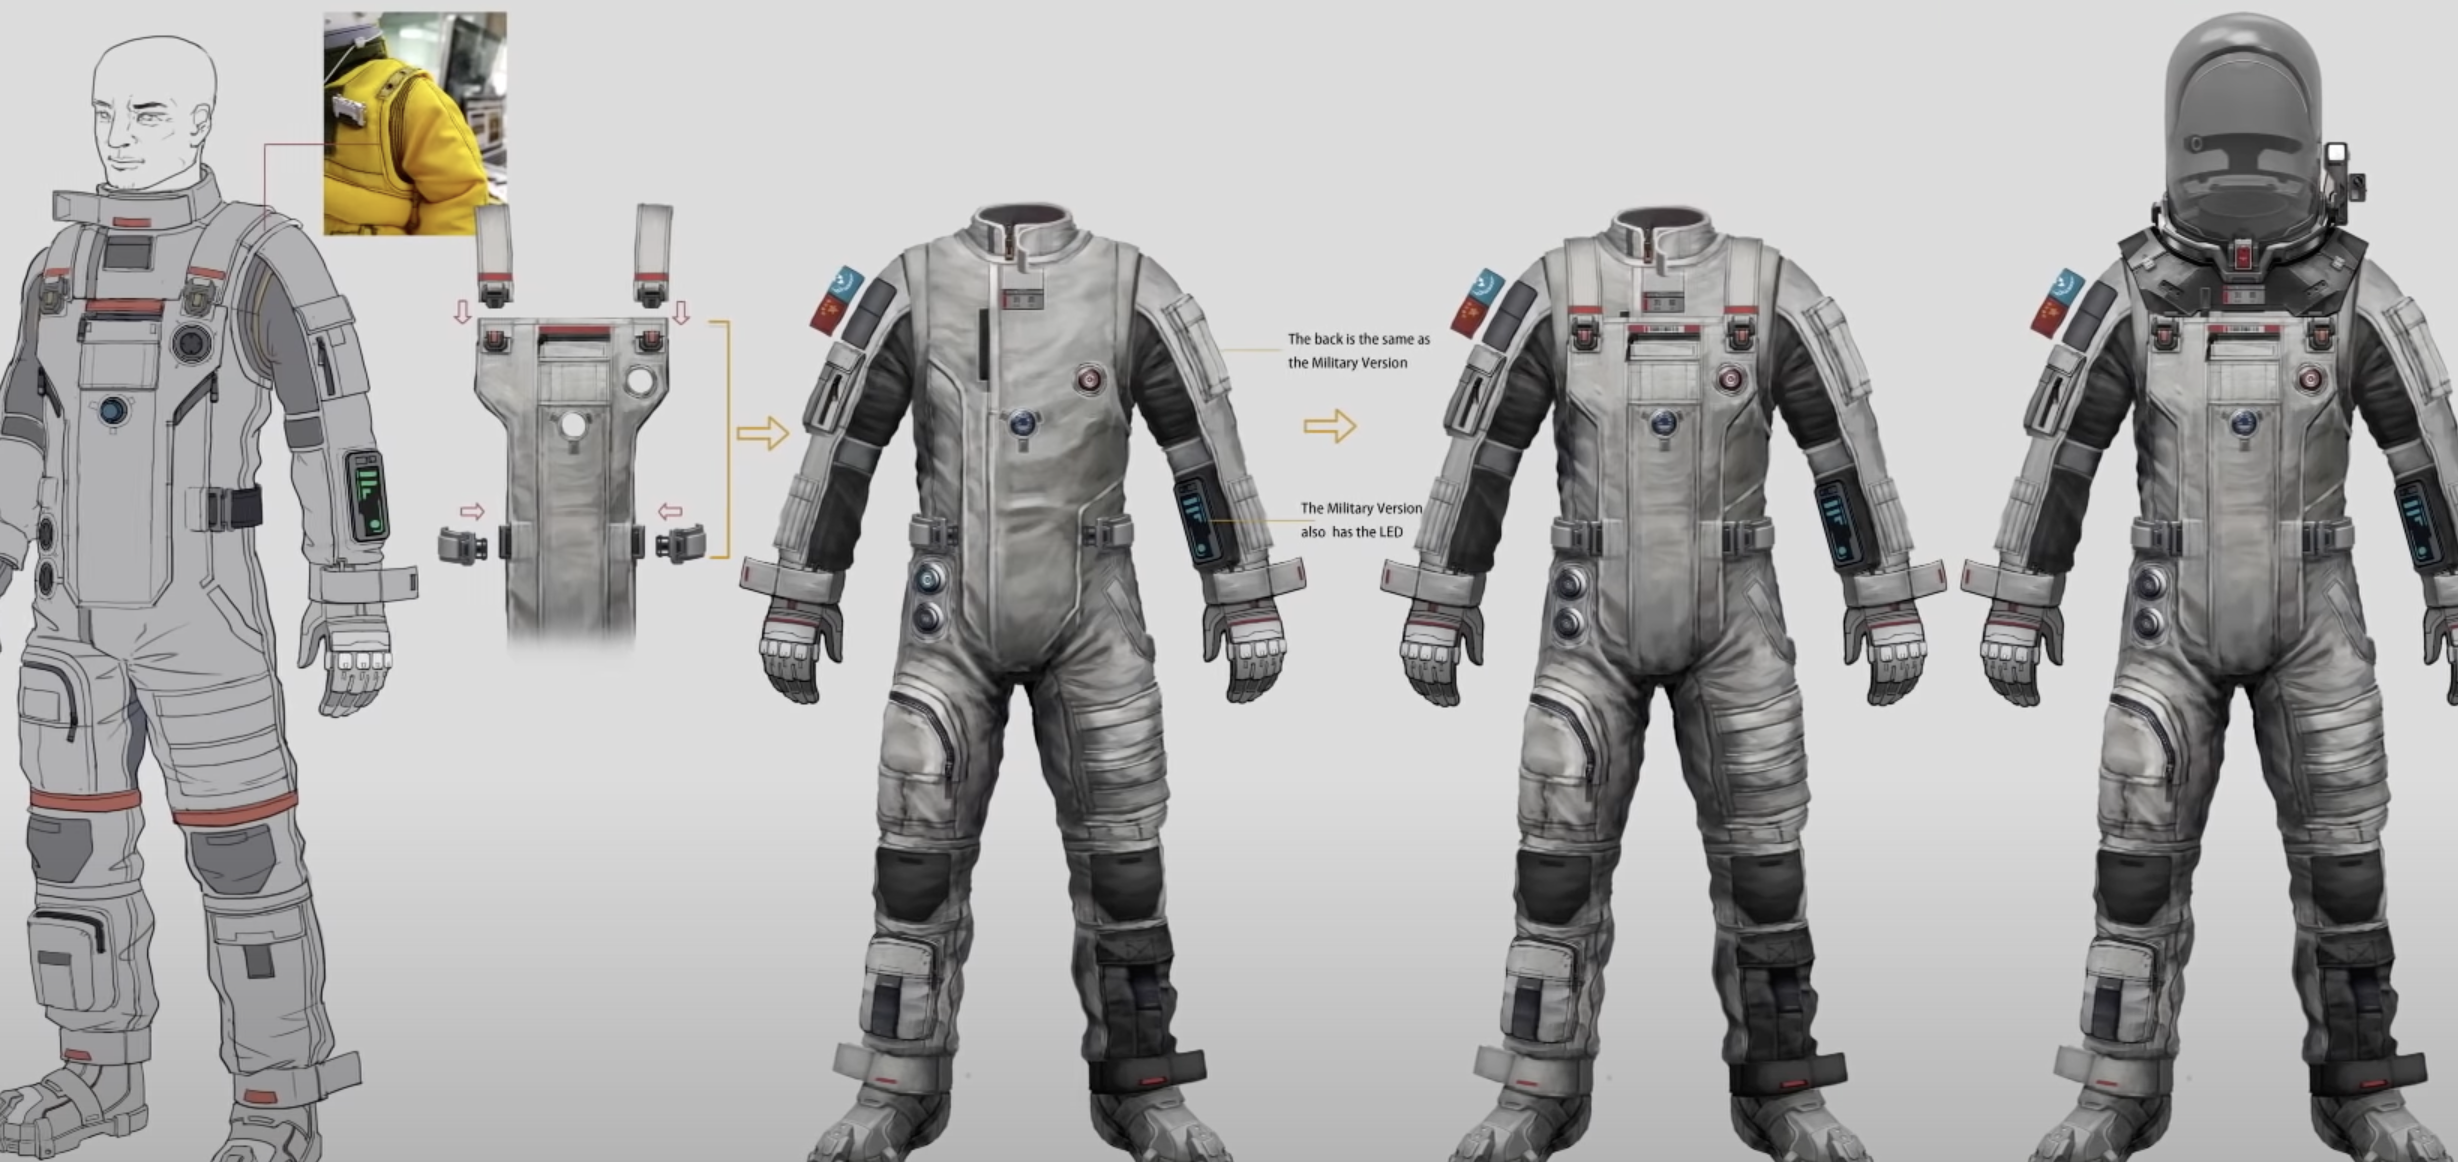 The back is the same as
the Military Version
The Military Version
also has the LED